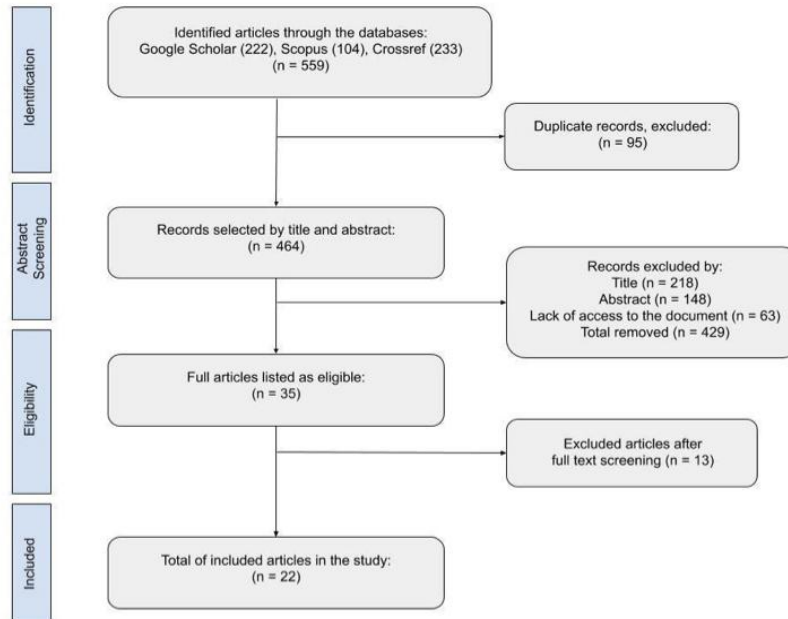 Identification
Identified articles through the databases:
Google Scholar (222), Scopus (104), Crossref (233)
(n = 559)
Duplicate records, excluded:
(n = 95)
Abstract
Screening
Records selected by title and abstract:
(n = 464)
Records excluded by:
Title (n = 218)
Abstract (n = 148)
Lack of access to the document (n = 63)
Total removed (n = 429)
Eligibility
Full articles listed as eligible:
(n = 35)
Excluded articles after
full text screening (n = 13)
Included
Total of included articles in the study:
(n = 22)